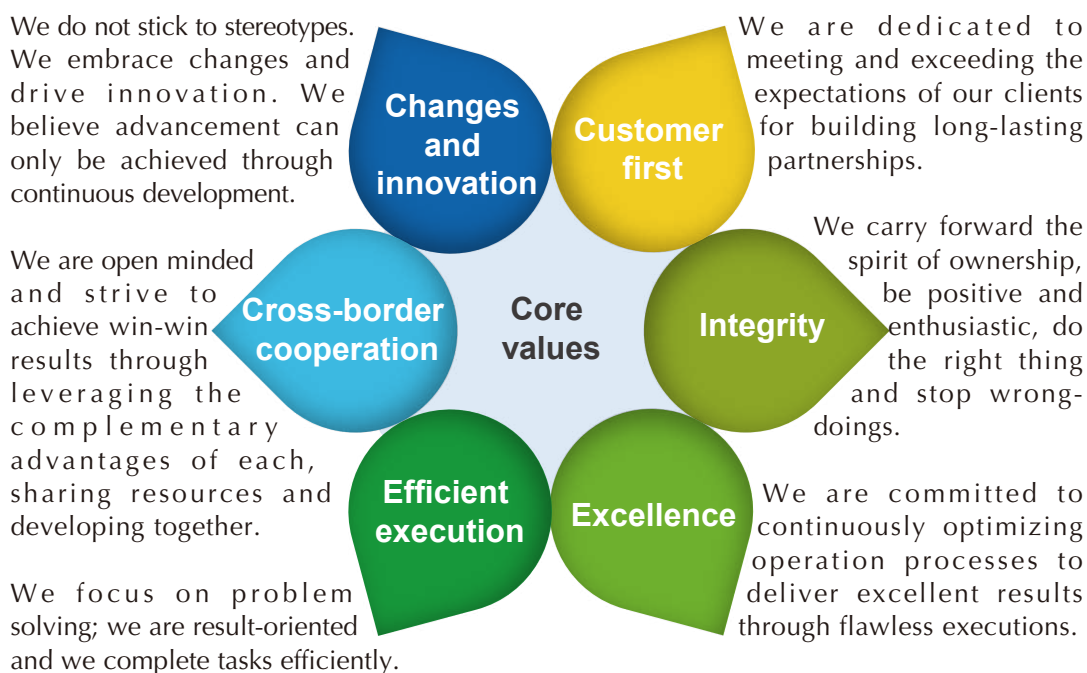 We do not stick to stereotypes.
We embrace changes and
drive innovation. We
believe advancement can
only be achieved through
continuous development.
Changes
and
innovation
Customer
first
We are dedicated to
meeting and exceeding the
expectations of our clients
for building long-lasting
partnerships.
We are open minded
and strive to
achieve win-win
results through
leveraging the
complementary
advantages of each,
sharing resources and
developing together.
Cross-border
cooperation
Core
values
Integrity
We carry forward the
spirit of ownership,
be positive and
enthusiastic, do
the right thing
and stop wrong-
doings.
We focus on problem
solving; we are result-oriented
and we complete tasks efficiently.
Efficient
execution
Excellence
We are committed to
continuously optimizing
operation processes to
deliver excellent results
through flawless executions.